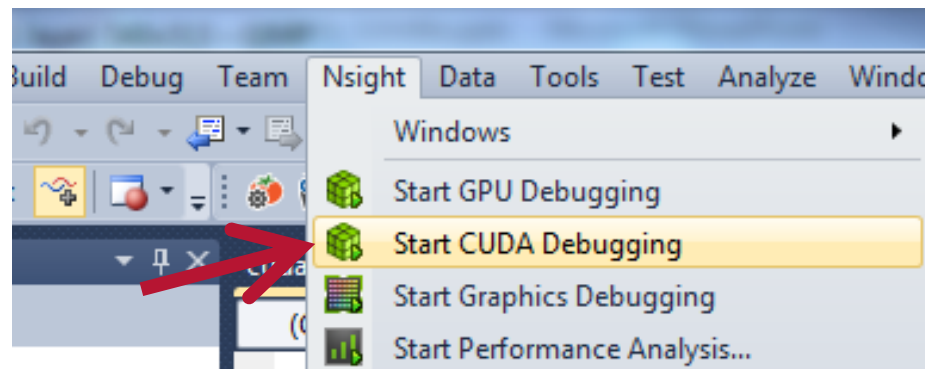 Build Debug Team Nsight Data Tools Test Analyze
Windows
Start GPU Debugging
Start CUDA Debugging
Start Graphics Debugging
Start Performance Analysis...